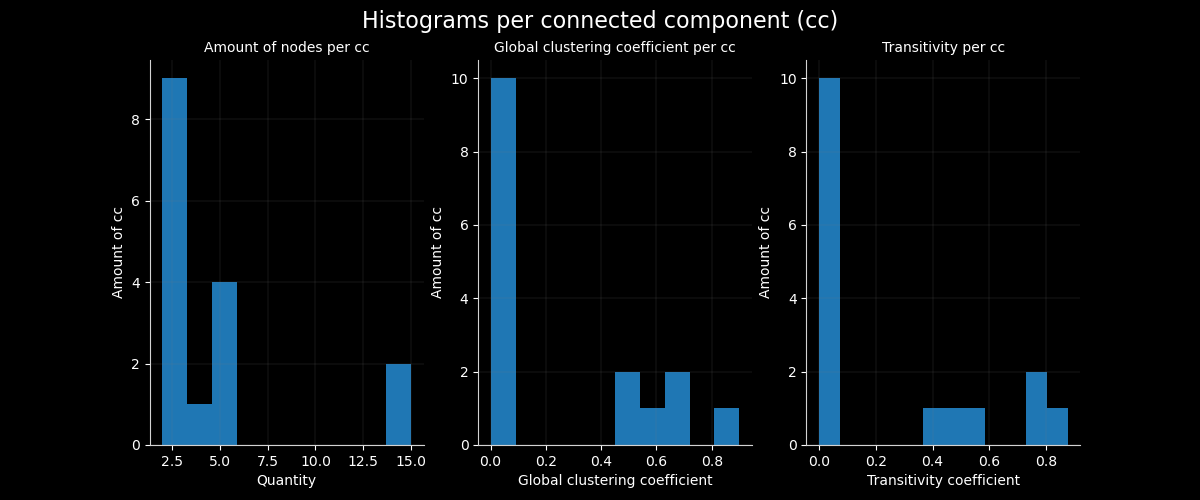 Histograms per connected component (cc)
Amount of nodes per cc
Amount of cc
8
6
4
2
0
2.5 5.0 7.5 10.0 12.5 15.0
Quantity
Global clustering coefficient per cc
Amount of cc
10
8
6
4
2
0
0.0 0.2 0.4 0.6 0.8
Global clustering coefficient
Transitivity per cc
Amount of cc
10
8
6
4
2
0
0.0 0.2 0.4 0.6 0.8
Transitivity coefficient